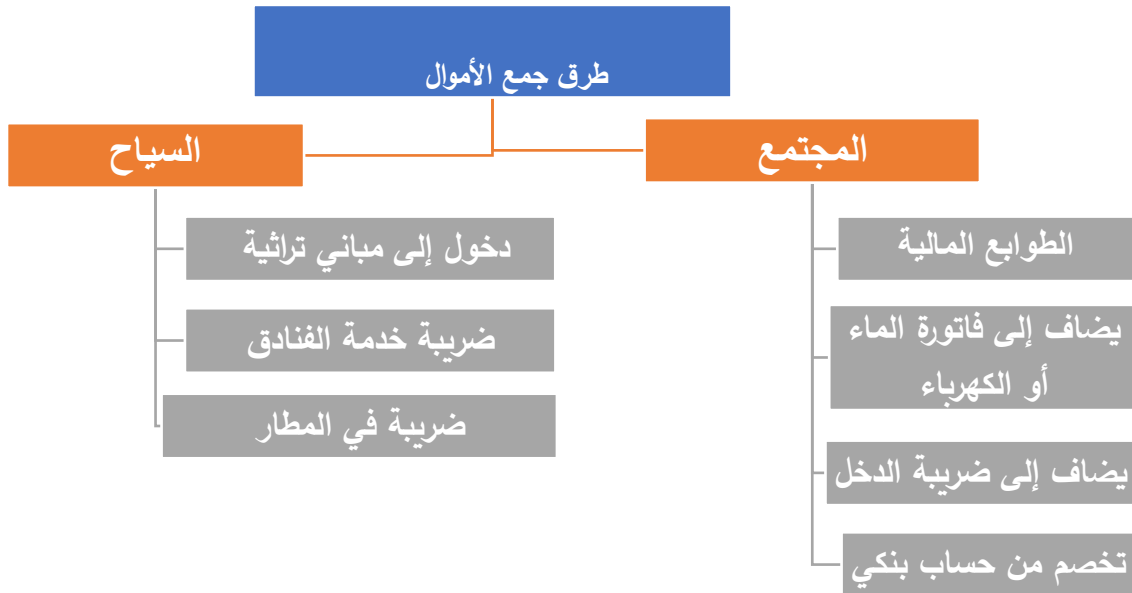 طرق جمع الأموال
المجتمع
الطوابع المالية
يضاف إلى فاتورة الماء
أو الكهرباء
يضاف إلى ضريبة الدخل
تخصم من حساب بنكي
السياح
دخول إلى مباني تراثية
ضريبة خدمة الفنادق
ضريبة في المطار